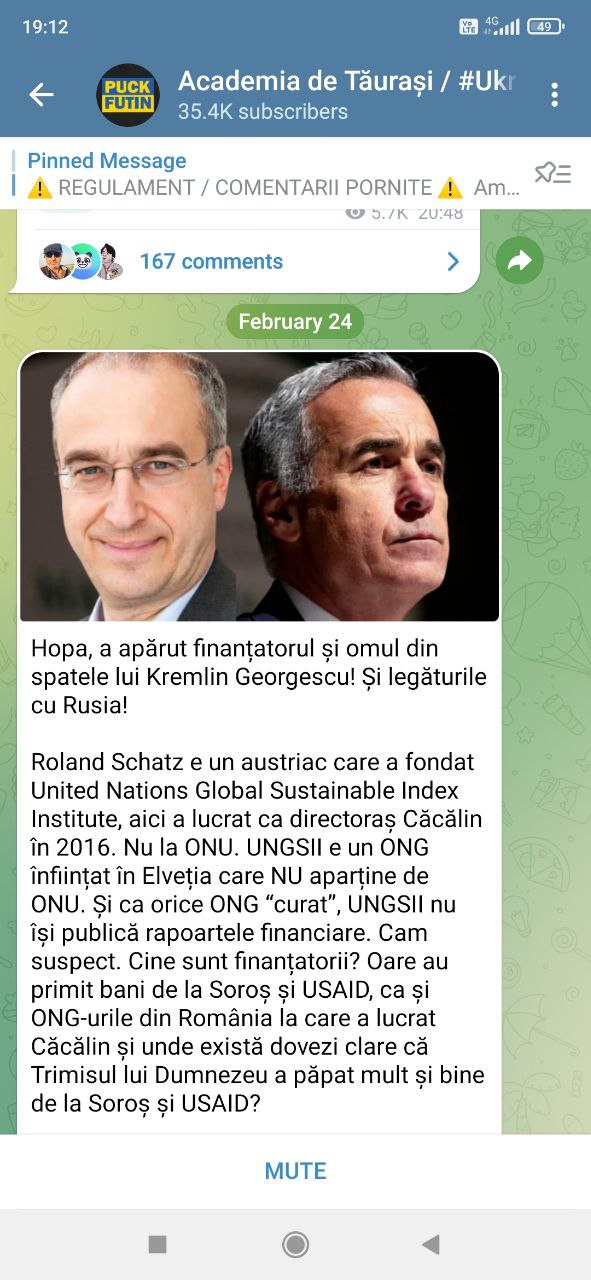 19:12
Vo LTE 4G 49
PUCK
FUTIN
Academia de Tăurași / #Ukr
35.4K subscribers
Pinned Message
⚠️ REGULAMENT / COMENTARII PORNITE ⚠️ Am...
5.7K 20:48
167 comments
February 24
Hopa, a apărut finanțatorul și omul din
spatele lui Kremlin Georgescu! Și legăturile
cu Rusia!
Roland Schatz e un austriac care a fondat
United Nations Global Sustainable Index
Institute, aici a lucrat ca directoraș Căcălin
în 2016. Nu la ONU. UNGSII e un ONG
înființat în Elveția care NU aparține de
ONU. Și ca orice ONG “curat”, UNGSII nu
își publică rapoartele financiare. Cam
suspect. Cine sunt finanțatorii? Oare au
primit bani de la Soroș și USAID, ca și
ONG-urile din România la care a lucrat
Căcălin și unde există dovezi clare că
Trimisul lui Dumnezeu a păpat mult și bine
de la Soroș și USAID?
MUTE